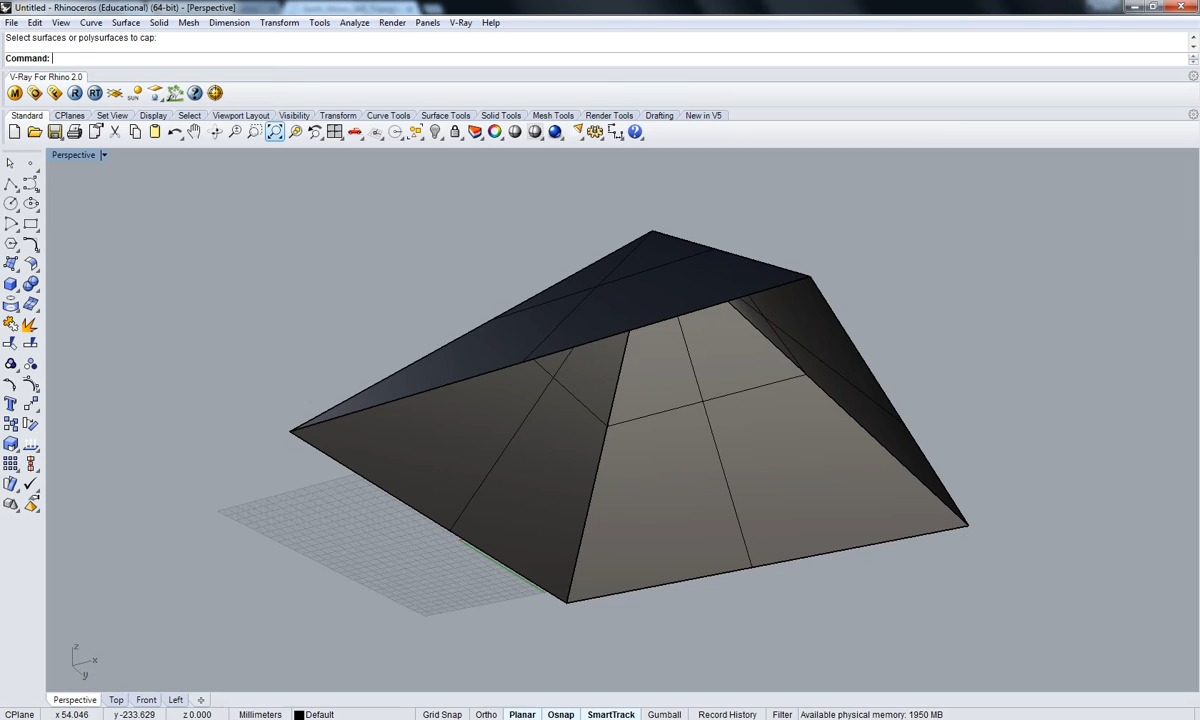 Untitled - Rhinoceros (Educational) (64-bit) - [Perspective]
File Edit View Curve Surface Solid Mesh Dimension Transform Tools Analyze Render Panels V-Ray Help
Select surfaces or polysurfaces to cap:
Command:
V-Ray For Rhino 2.0
M R RT SUN
Standard CPlanes Set View Display Select Viewport Layout Visibility Transform Curve Tools Surface Tools Solid Tools Mesh Tools Render Tools Drafting New in V5
Perspective
z
x
y
Perspective Top Front Left
CPlane x 54.046 y -233.629 z 0.000 Millimeters Default Grid Snap Ortho Planar Osnap SmartTrack Gumball Record History Filter Available physical memory: 1950 MB